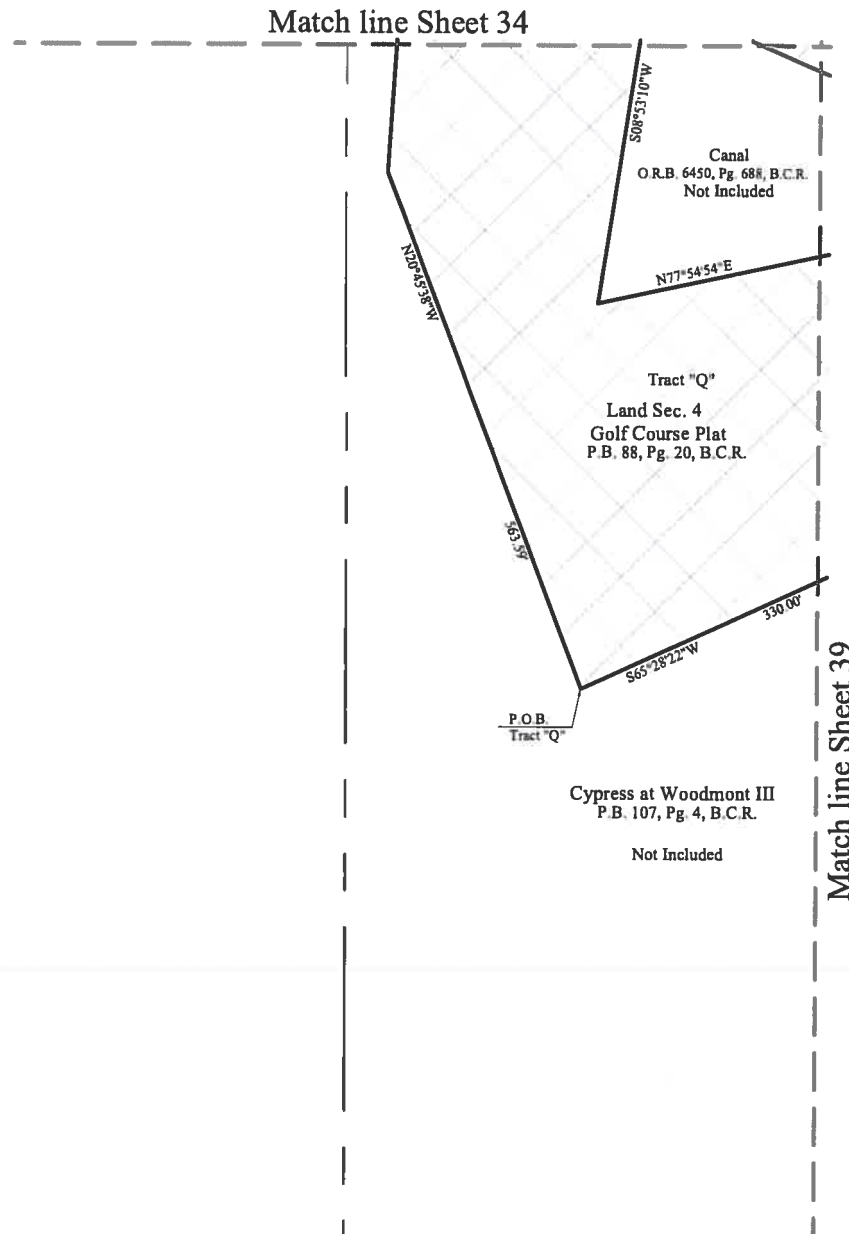 Match line Sheet 34
S08°53'10"W
Canal
O.R.B. 6450, Pg. 688, B.C.R.
Not Included
N20°45'38"W
N77°54'54"E
Tract "Q"
Land Sec. 4
Golf Course Plat
P.B. 88, Pg. 20, B.C.R.
563.59'
330.00'
S65°28'22"W
P.O.B.
Tract "Q"
Match line Sheet 39
Cypress at Woodmont III
P.B. 107, Pg. 4, B.C.R.
Not Included